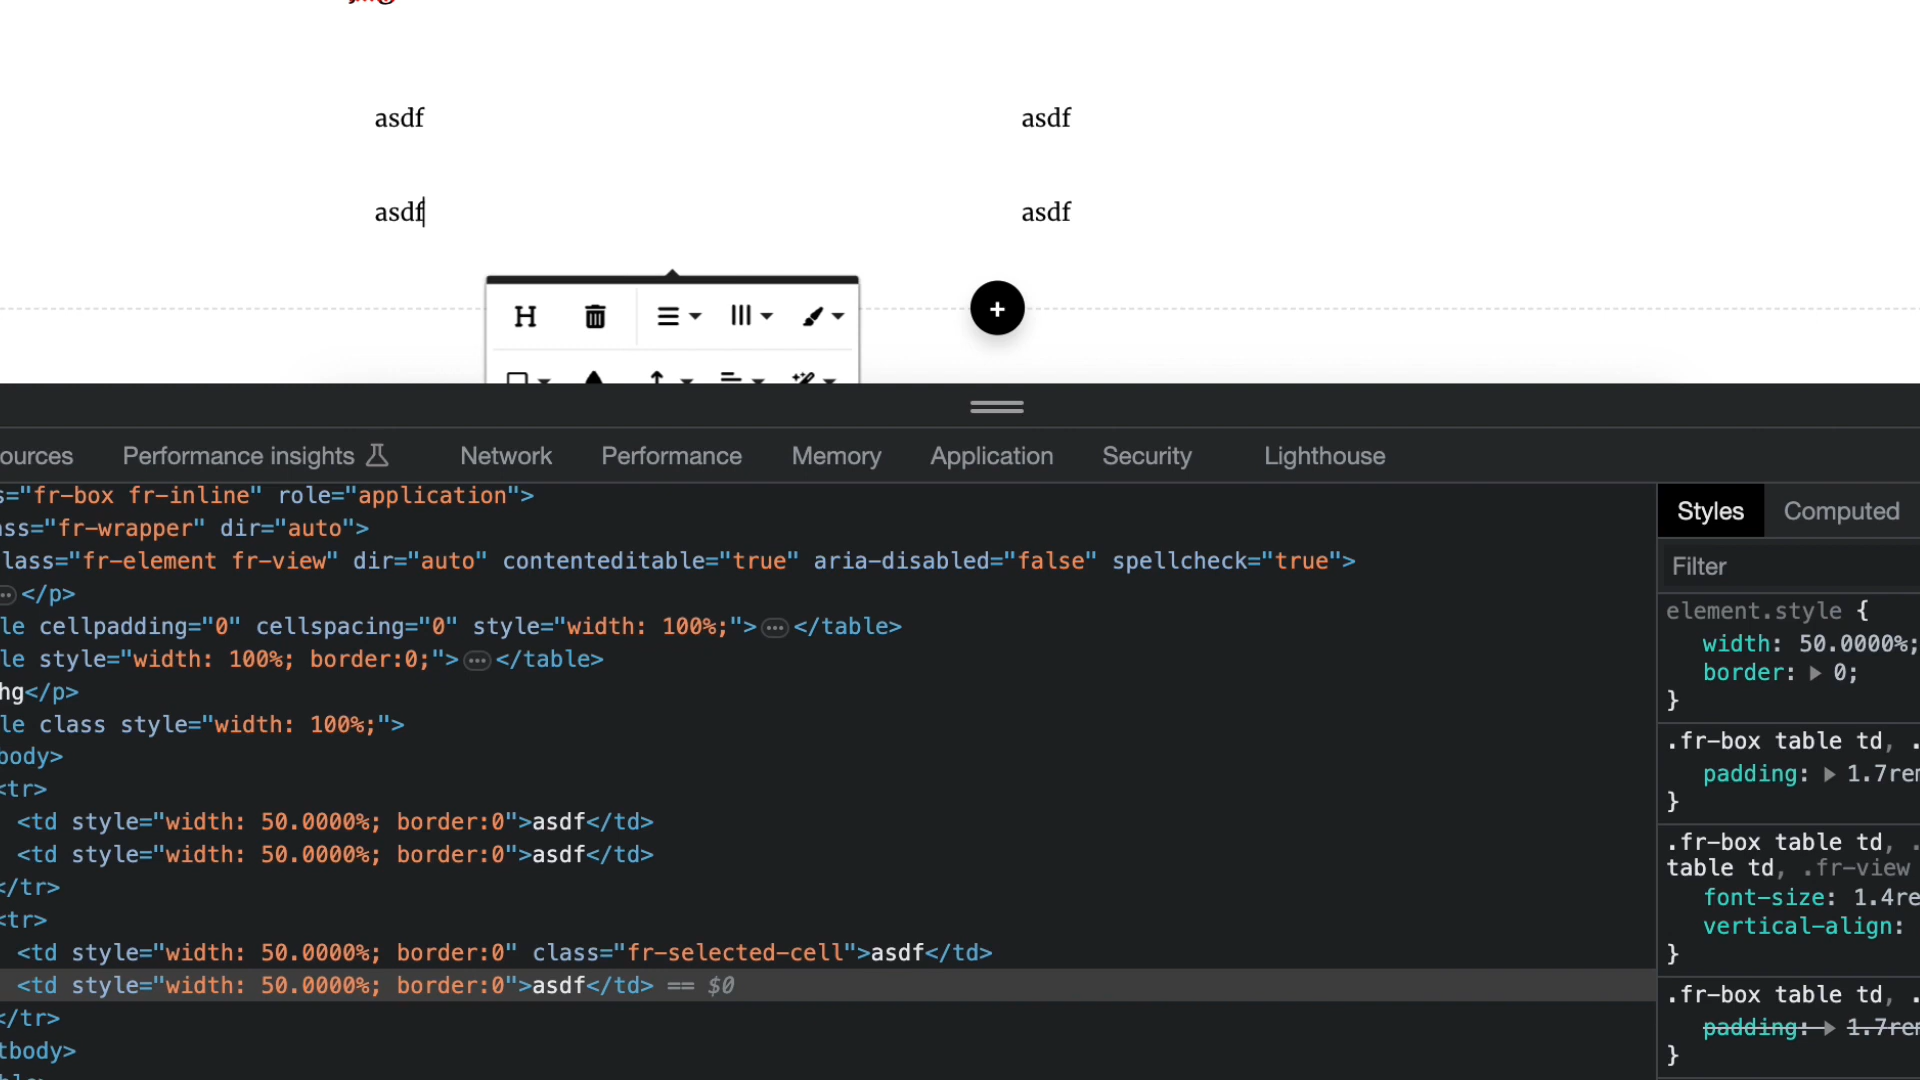 asdf asdf
asdf asdf
H
+
ources Performance insights Network Performance Memory Application Security Lighthouse
s="fr-box fr-inline" role="application">
ass="fr-wrapper" dir="auto">
lass="fr-element fr-view" dir="auto" contenteditable="true" aria-disabled="false" spellcheck="true">
</p>
le cellpadding="0" cellspacing="0" style="width: 100%;"></table>
le style="width: 100%; border:0;"></table>
hg</p>
le class style="width: 100%;">
body>
<tr>
<td style="width: 50.0000%; border:0">asdf</td>
<td style="width: 50.0000%; border:0">asdf</td>
</tr>
<tr>
<td style="width: 50.0000%; border:0" class="fr-selected-cell">asdf</td>
<td style="width: 50.0000%; border:0">asdf</td> == $0
</tr>
tbody>
Styles Computed
Filter
element.style {
width: 50.0000%;
border: 0;
}
.fr-box table td, .
padding: 1.7rem
}
.fr-box table td, .
table td, .fr-view
font-size: 1.4re
vertical-align:
}
.fr-box table td, .
padding: 1.7rem
}